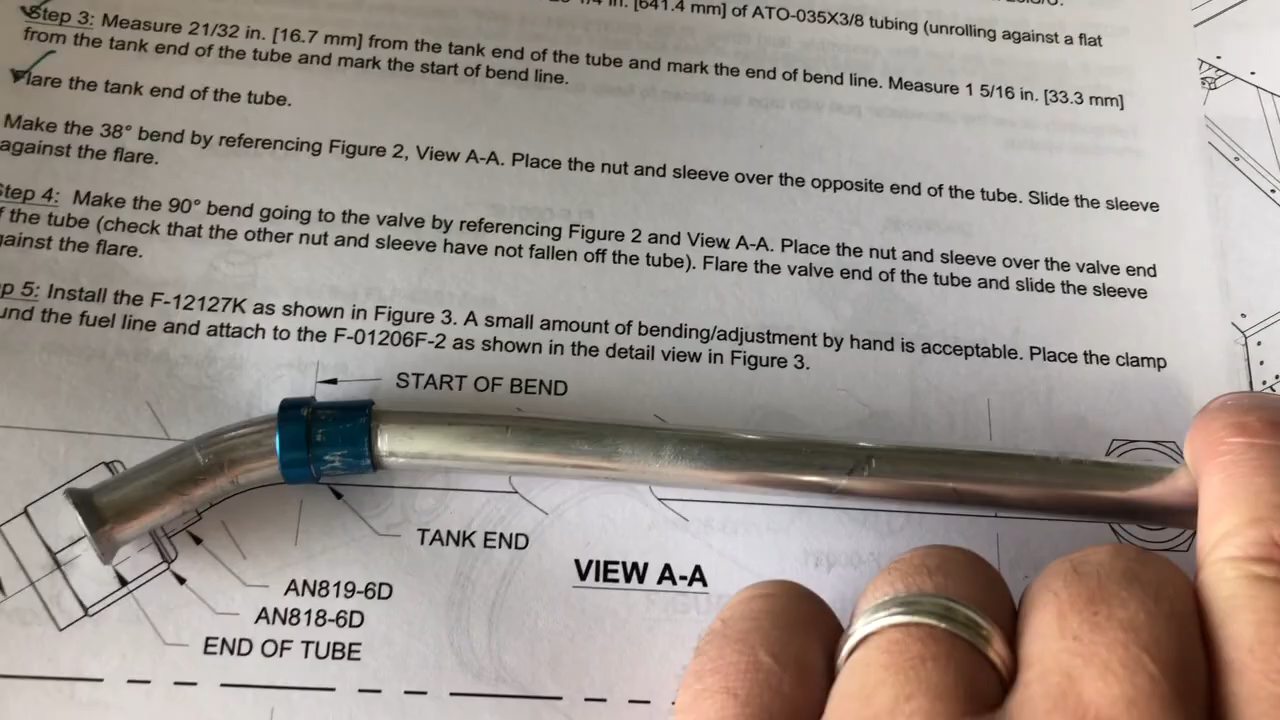 in. [641.4 mm] of ATO-035X3/8 tubing (unrolling against a flat
Step 3: Measure 21/32 in. [16.7 mm] from the tank end of the tube and mark the end of bend line. Measure 1 5/16 in. [33.3 mm]
from the tank end of the tube and mark the start of bend line.
Flare the tank end of the tube.
Make the 38° bend by referencing Figure 2, View A-A. Place the nut and sleeve over the opposite end of the tube. Slide the sleeve
against the flare.
Step 4: Make the 90° bend going to the valve by referencing Figure 2 and View A-A. Place the nut and sleeve over the valve end
f the tube (check that the other nut and sleeve have not fallen off the tube). Flare the valve end of the tube and slide the sleeve
gainst the flare.
p 5: Install the F-12127K as shown in Figure 3. A small amount of bending/adjustment by hand is acceptable. Place the clamp
und the fuel line and attach to the F-01206F-2 as shown in the detail view in Figure 3.
START OF BEND
TANK END
VIEW A-A
AN819-6D
AN818-6D
END OF TUBE